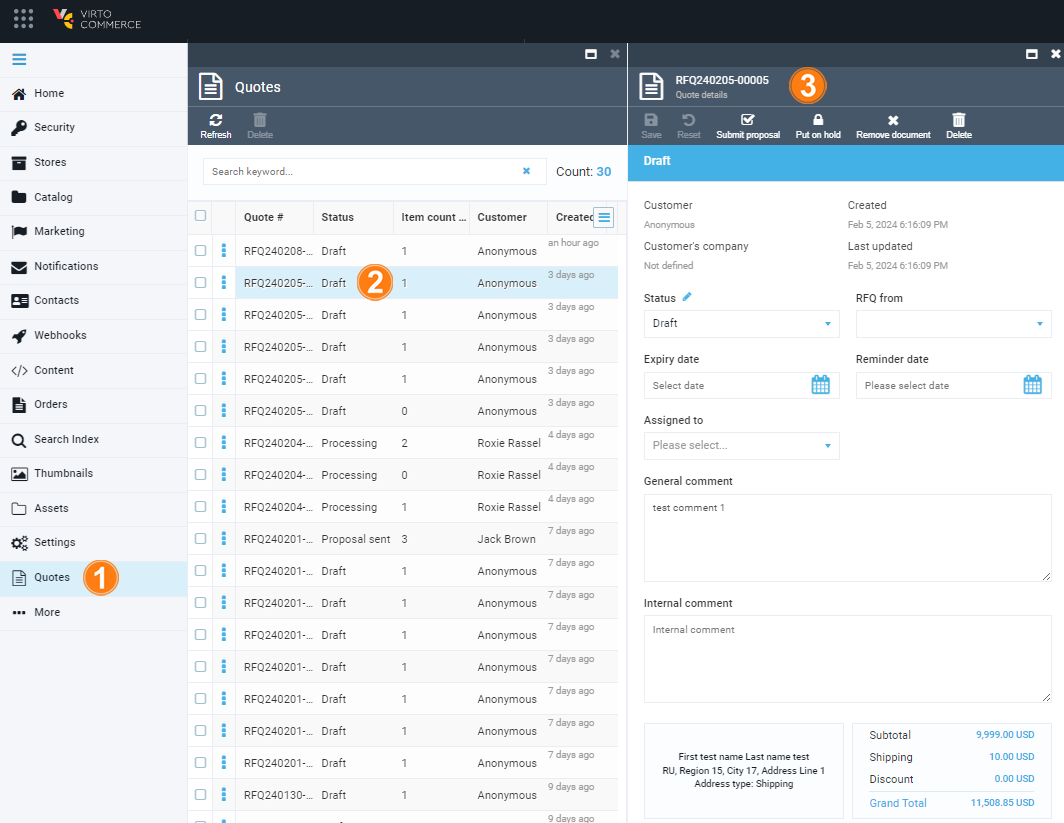 VIRTO
COMMERCE
Home
Security
Stores
Catalog
Marketing
Notifications
Contacts
Webhooks
Content
Orders
Search Index
Thumbnails
Assets
Settings
Quotes 1
More
Quotes
Refresh Delete
Search keyword... Count: 30
Quote # Status Item count ... Customer Created
RFQ240208-... Draft 1 Anonymous an hour ago
RFQ240205-... Draft 2 1 Anonymous 3 days ago
RFQ240205-... Draft 1 Anonymous 3 days ago
RFQ240205-... Draft 1 Anonymous 3 days ago
RFQ240205-... Draft 1 Anonymous 3 days ago
RFQ240205-... Draft 0 Anonymous 3 days ago
RFQ240204-... Processing 2 Roxie Rassel 4 days ago
RFQ240204-... Processing 0 Roxie Rassel 4 days ago
RFQ240204-... Processing 1 Roxie Rassel 4 days ago
RFQ240201-... Proposal sent 3 Jack Brown 7 days ago
RFQ240201-... Draft 1 Anonymous 7 days ago
RFQ240201-... Draft 1 Anonymous 7 days ago
RFQ240201-... Draft 1 Anonymous 7 days ago
RFQ240201-... Draft 1 Anonymous 7 days ago
RFQ240201-... Draft 1 Anonymous 7 days ago
RFQ240201-... Draft 1 Anonymous 7 days ago
RFQ240201-... Draft 1 Anonymous 7 days ago
RFQ240130-... Draft 1 Anonymous 9 days ago
9 days ago
RFQ240205-00005 3
Quote details
Save Reset Submit proposal Put on hold Remove document Delete
Draft
Customer Created
Anonymous Feb 5, 2024 6:16:09 PM
Customer's company Last updated
Not defined Feb 5, 2024 6:16:09 PM
Status RFQ from
Draft
Expiry date Reminder date
Select date Please select date
Assigned to
Please select...
General comment
test comment 1
Internal comment
Internal comment
First test name Last name test
RU, Region 15, City 17, Address Line 1
Address type: Shipping
Subtotal 9,999.00 USD
Shipping 10.00 USD
Discount 0.00 USD
Grand Total 11,508.85 USD